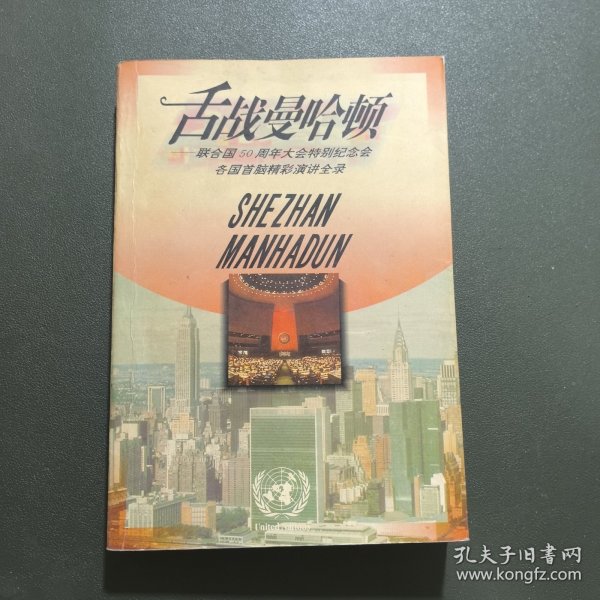 舌战曼哈顿
——联合国50周年大会特别纪念会
各国首脑精彩演讲全录
SHEZHAN
MANHADUN
United Nations
孔夫子旧书网
www.kongfz.com